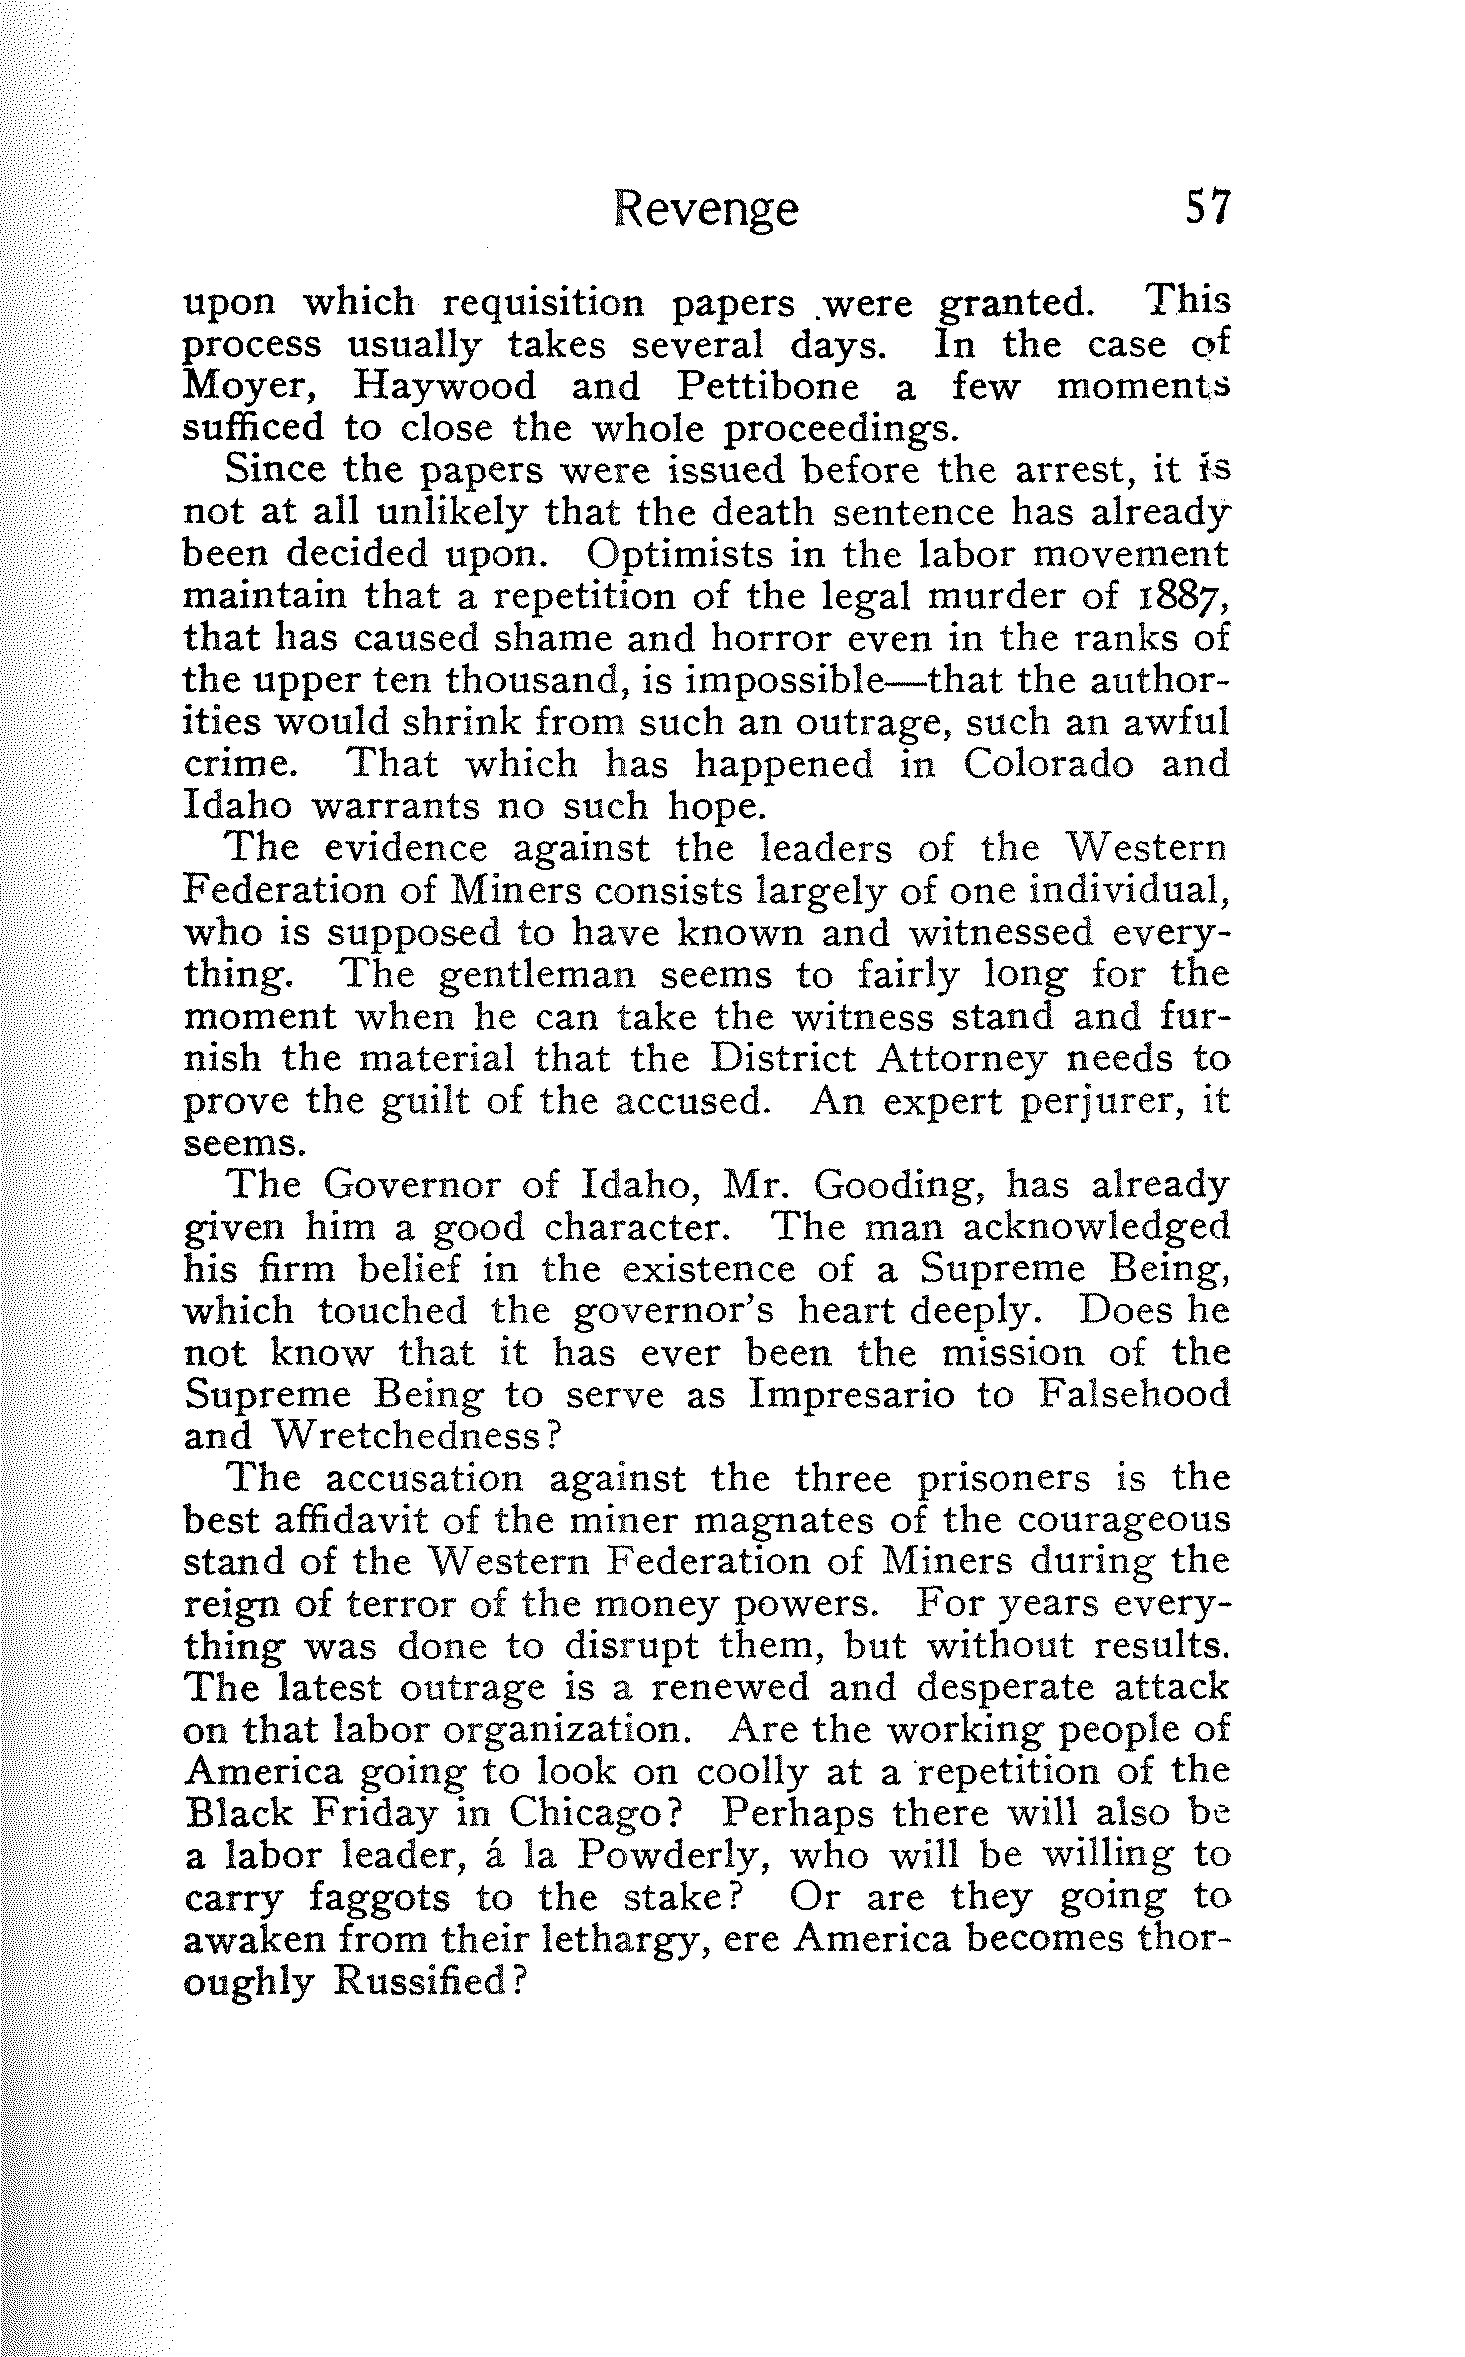 Revenge 57
upon which requisition papers were granted. This
process usually takes several days. In the case of
Moyer, Haywood and Pettibone a few moments
sufficed to close the whole proceedings.
Since the papers were issued before the arrest, it is
not at all unlikely that the death sentence has already
been decided upon. Optimists in the labor movement
maintain that a repetition of the legal murder of 1887,
that has caused shame and horror even in the ranks of
the upper ten thousand, is impossible—that the author-
ities would shrink from such an outrage, such an awful
crime. That which has happened in Colorado and
Idaho warrants no such hope.
The evidence against the leaders of the Western
Federation of Miners consists largely of one individual,
who is supposed to have known and witnessed every-
thing. The gentleman seems to fairly long for the
moment when he can take the witness stand and fur-
nish the material that the District Attorney needs to
prove the guilt of the accused. An expert perjurer, it
seems.
The Governor of Idaho, Mr. Gooding, has already
given him a good character. The man acknowledged
his firm belief in the existence of a Supreme Being,
which touched the governor's heart deeply. Does he
not know that it has ever been the mission of the
Supreme Being to serve as Impresario to Falsehood
and Wretchedness?
The accusation against the three prisoners is the
best affidavit of the miner magnates of the courageous
stand of the Western Federation of Miners during the
reign of terror of the money powers. For years every-
thing was done to disrupt them, but without results.
The latest outrage is a renewed and desperate attack
on that labor organization. Are the working people of
America going to look on coolly at a repetition of the
Black Friday in Chicago? Perhaps there will also be
a labor leader, á la Powderly, who will be willing to
carry faggots to the stake? Or are they going to
awaken from their lethargy, ere America becomes thor-
oughly Russified?